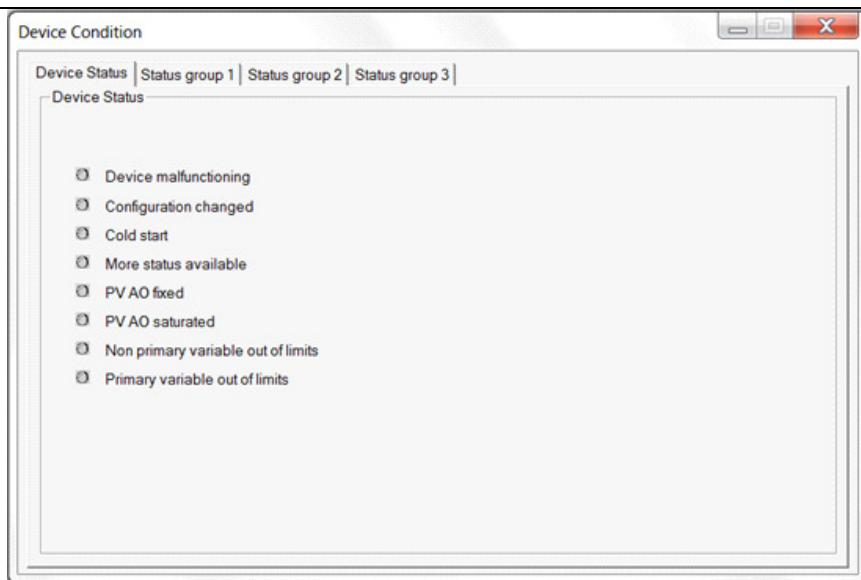 Device Condition
Device Status Status group 1 Status group 2 Status group 3
Device Status
Device malfunctioning
Configuration changed
Cold start
More status available
PV AO fixed
PV AO saturated
Non primary variable out of limits
Primary variable out of limits